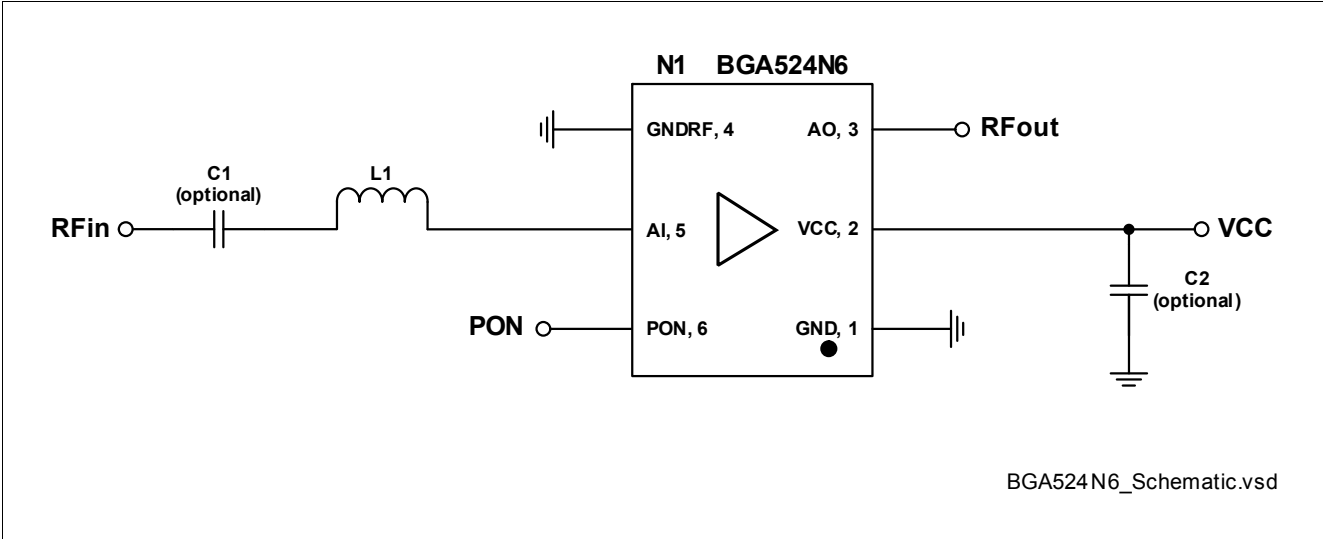 N1 BGA524N6
GNDRF, 4
AO, 3
RFout
C1
(optional)
L1
RFin
AI, 5
VCC, 2
VCC
C2
(optional)
PON
PON, 6
GND, 1
BGA524N6_Schematic.vsd